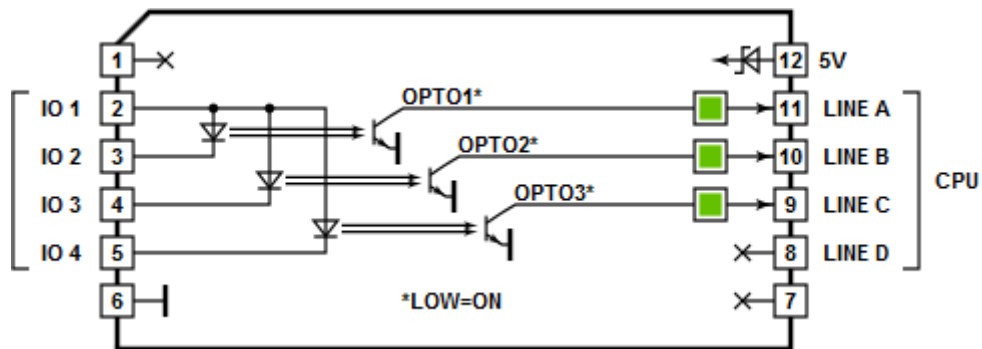 1
12 5V
IO 1 2 OPTO1* 11 LINE A
IO 2 3 OPTO2* 10 LINE B
IO 3 4 OPTO3* 9 LINE C
CPU
IO 4 5 8 LINE D
6 *LOW=ON 7